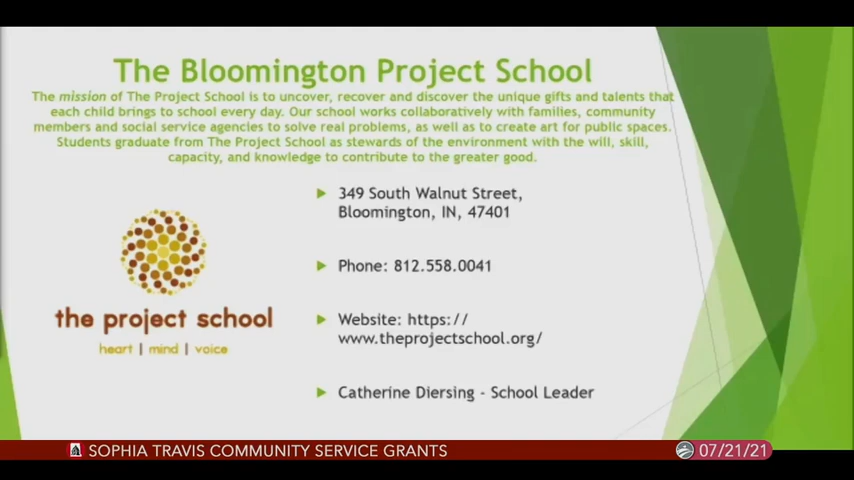 The Bloomington Project School
The mission of The Project School is to uncover, recover and discover the unique gifts and talents that
each child brings to school every day. Our school works collaboratively with families, community
members and social service agencies to solve real problems, as well as to create art for public spaces.
Students graduate from The Project School as stewards of the environment with the will, skill,
capacity, and knowledge to contribute to the greater good.
349 South Walnut Street,
Bloomington, IN, 47401
Phone: 812.558.0041
Website: https://
www.theprojectschool.org/
Catherine Diersing - School Leader
the project school
heart | mind | voice
SOPHIA TRAVIS COMMUNITY SERVICE GRANTS
07/21/21